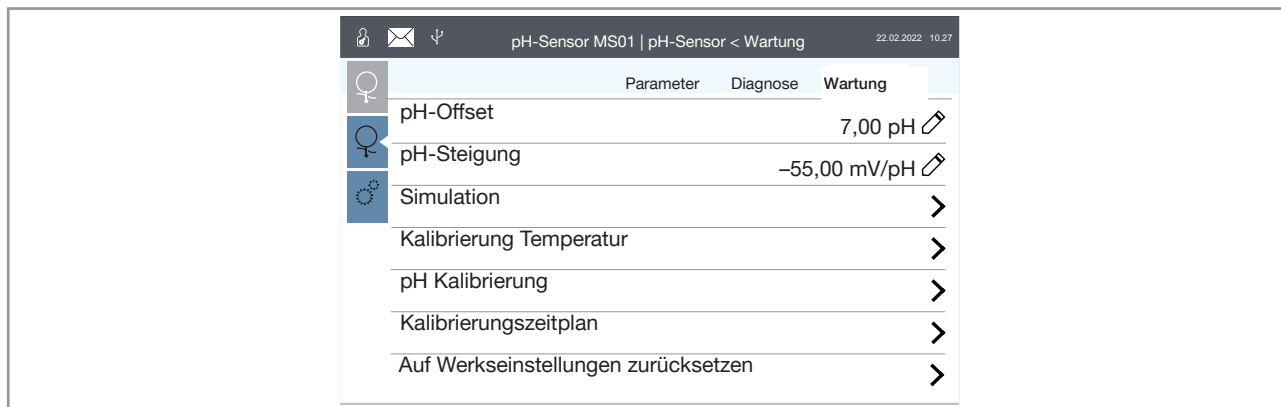 pH-Sensor MS01 | pH-Sensor < Wartung 22.02.2022 10.27
Parameter Diagnose Wartung
pH-Offset 7,00 pH
pH-Steigung –55,00 mV/pH
Simulation
Kalibrierung Temperatur
pH Kalibrierung
Kalibrierungszeitplan
Auf Werkseinstellungen zurücksetzen